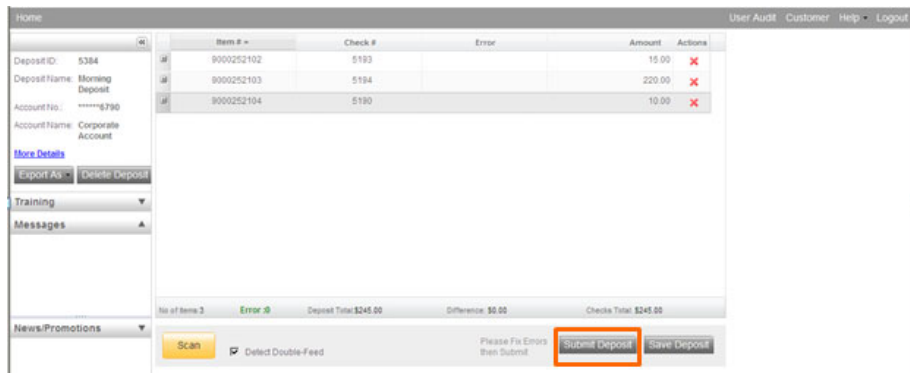 Home User Audit Customer Help Logout
Item # Check # Error Amount Actions
Deposit ID: 5384
9000252102 5193 15.00
Deposit Name: Morning Deposit
9000252103 5194 220.00
Account No.: ******6790
9000252104 5190 10.00
Account Name: Corporate Account
More Details
Export As Delete Deposit
Training
Messages
No of Items 3 Error :0 Deposit Total $245.00 Difference: $0.00 Checks Total: $245.00
News/Promotions
Scan Detect Double-Feed Please Fix Errors then Submit Submit Deposit Save Deposit